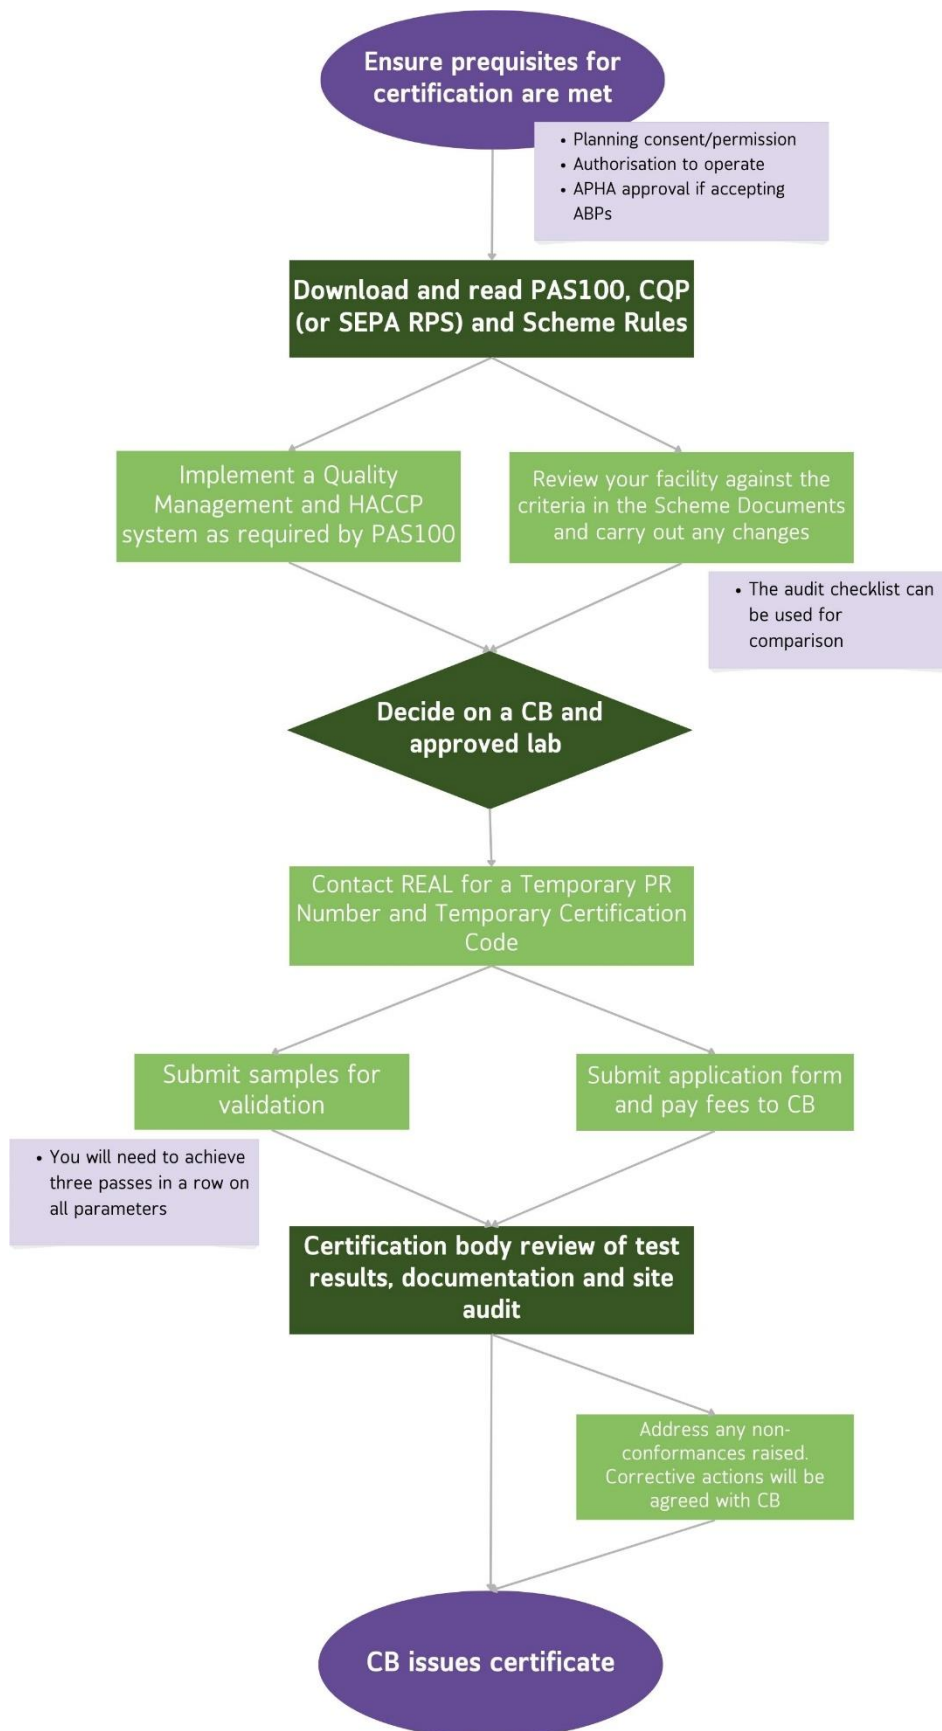 Ensure prequisites for
certification are met
• Planning consent/permission
• Authorisation to operate
• APHA approval if accepting
ABPs
Download and read PAS100, CQP
(or SEPA RPS) and Scheme Rules
Implement a Quality
Management and HACCP
system as required by PAS100
Review your facility against the
criteria in the Scheme Documents
and carry out any changes
• The audit checklist can
be used for
comparison
Decide on a CB and
approved lab
Contact REAL for a Temporary PR
Number and Temporary Certification
Code
Submit samples for
validation
Submit application form
and pay fees to CB
• You will need to achieve
three passes in a row on
all parameters
Certification body review of test
results, documentation and site
audit
Address any non-
conformances raised.
Corrective actions will be
agreed with CB
CB issues certificate